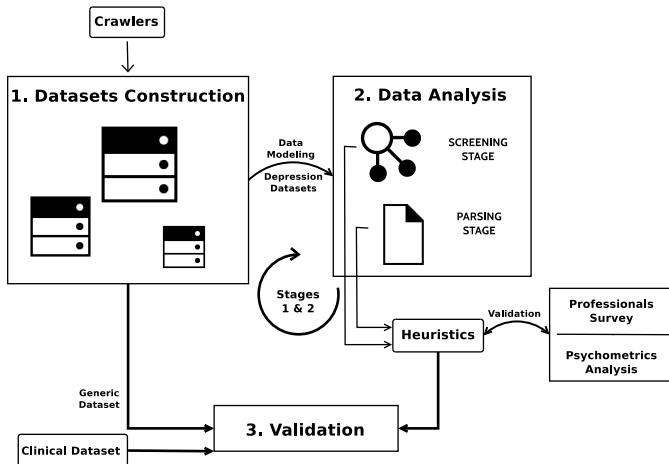 Crawlers
1. Datasets Construction
Data
Modeling
Depression
Datasets
2. Data Analysis
SCREENING
STAGE
PARSING
STAGE
Stages
1 & 2
Heuristics
Validation
Professionals
Survey
Psychometrics
Analysis
Generic
Dataset
3. Validation
Clinical Dataset